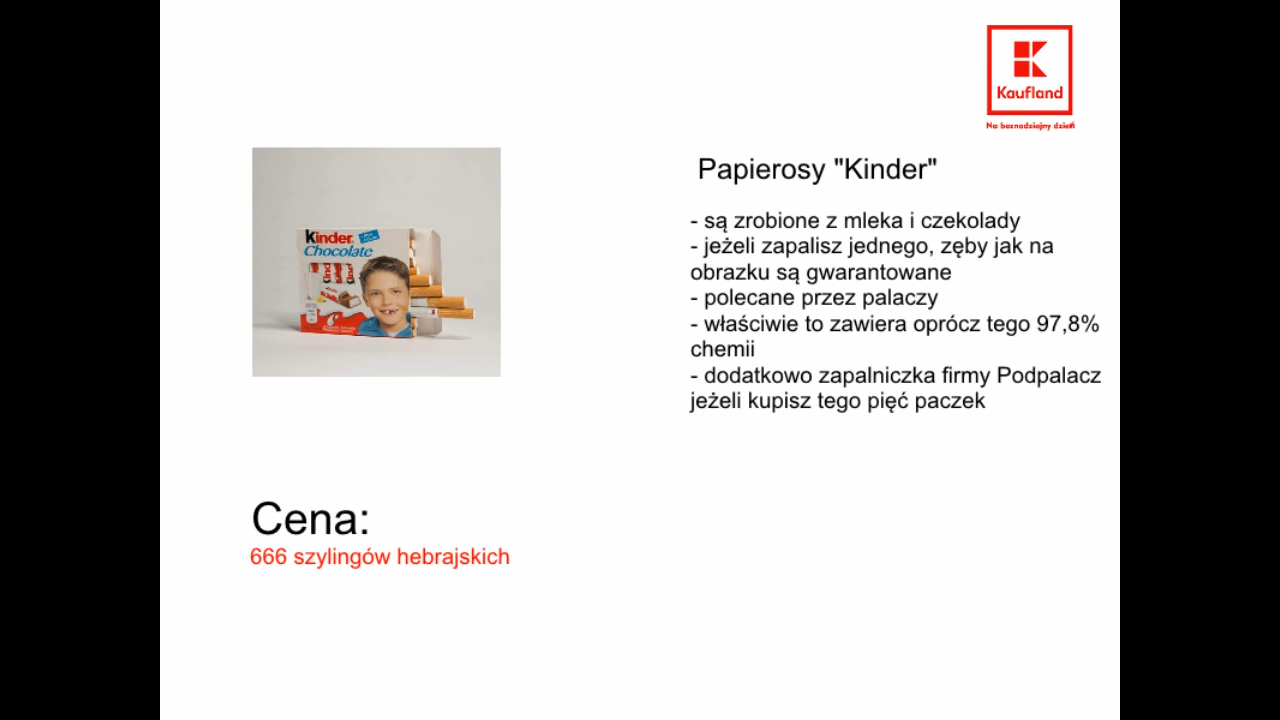 Kaufland
Na beznadziejny dzień
Papierosy "Kinder"
- są zrobione z mleka i czekolady
- jeżeli zapalisz jednego, zęby jak na
obrazku są gwarantowane
- polecane przez palaczy
- właściwie to zawiera oprócz tego 97,8%
chemii
- dodatkowo zapalniczka firmy Podpalacz
jeżeli kupisz tego pięć paczek
Kinder
Chocolate
Cena:
666 szylingów hebrajskich